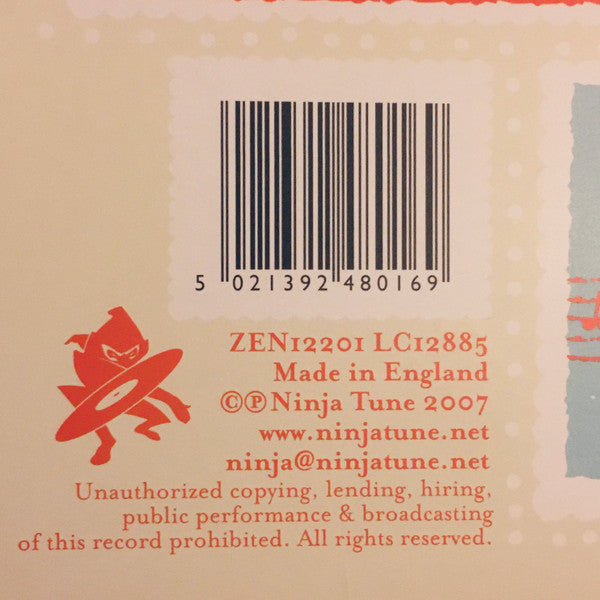 5 021392 480169
ZEN12201 LC12885
Made in England
©℗ Ninja Tune 2007
www.ninjatune.net
ninja@ninjatune.net
Unauthorized copying, lending, hiring,
public performance & broadcasting
of this record prohibited. All rights reserved.